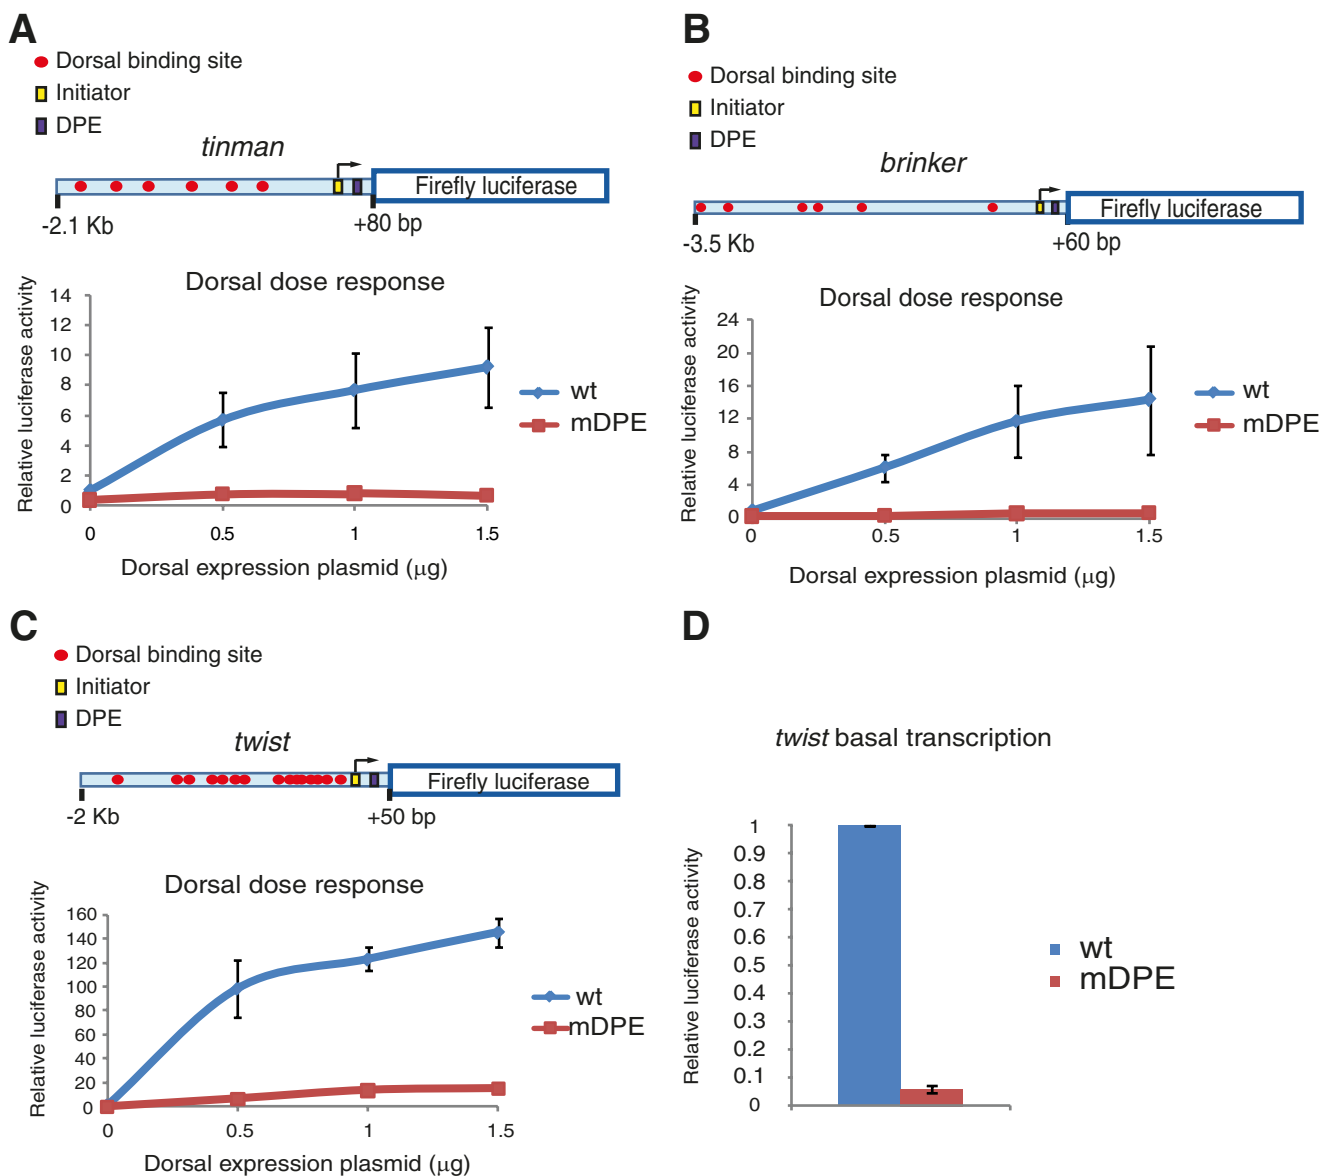 A
Dorsal binding site
Initiator
DPE
tinman
Firefly luciferase
-2.1 Kb
+80 bp
Dorsal dose response
Relative luciferase activity
14
12
10
8
6
4
2
0
0 0.5 1 1.5
Dorsal expression plasmid (µg)
wt
mDPE
B
Dorsal binding site
Initiator
DPE
brinker
Firefly luciferase
-3.5 Kb
+60 bp
Dorsal dose response
Relative luciferase activity
24
20
16
12
8
4
0
0 0.5 1 1.5
Dorsal expression plasmid (µg)
wt
mDPE
C
Dorsal binding site
Initiator
DPE
twist
Firefly luciferase
-2 Kb
+50 bp
Dorsal dose response
Relative luciferase activity
160
140
120
100
80
60
40
20
0
0 0.5 1 1.5
Dorsal expression plasmid (µg)
wt
mDPE
D
twist basal transcription
Relative luciferase activity
1
0.9
0.8
0.7
0.6
0.5
0.4
0.3
0.2
0.1
0
wt
mDPE